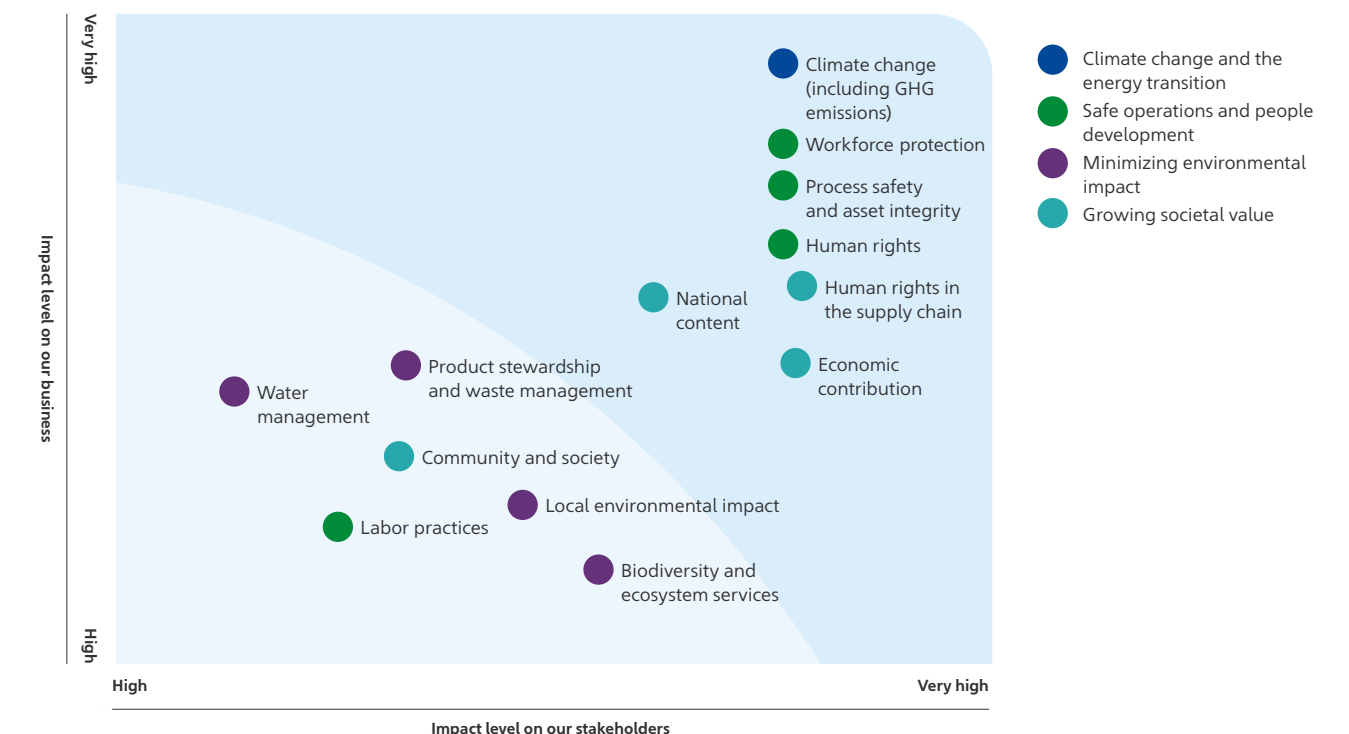 Very high
Impact level on our business
High
Climate change
(including GHG
emissions)
Workforce protection
Process safety
and asset integrity
Human rights
Human rights in
the supply chain
National
content
Economic
contribution
Product stewardship
and waste management
Water
management
Community and society
Local environmental impact
Labor practices
Biodiversity and
ecosystem services
High
Very high
Impact level on our stakeholders
Climate change and the
energy transition
Safe operations and people
development
Minimizing environmental
impact
Growing societal value